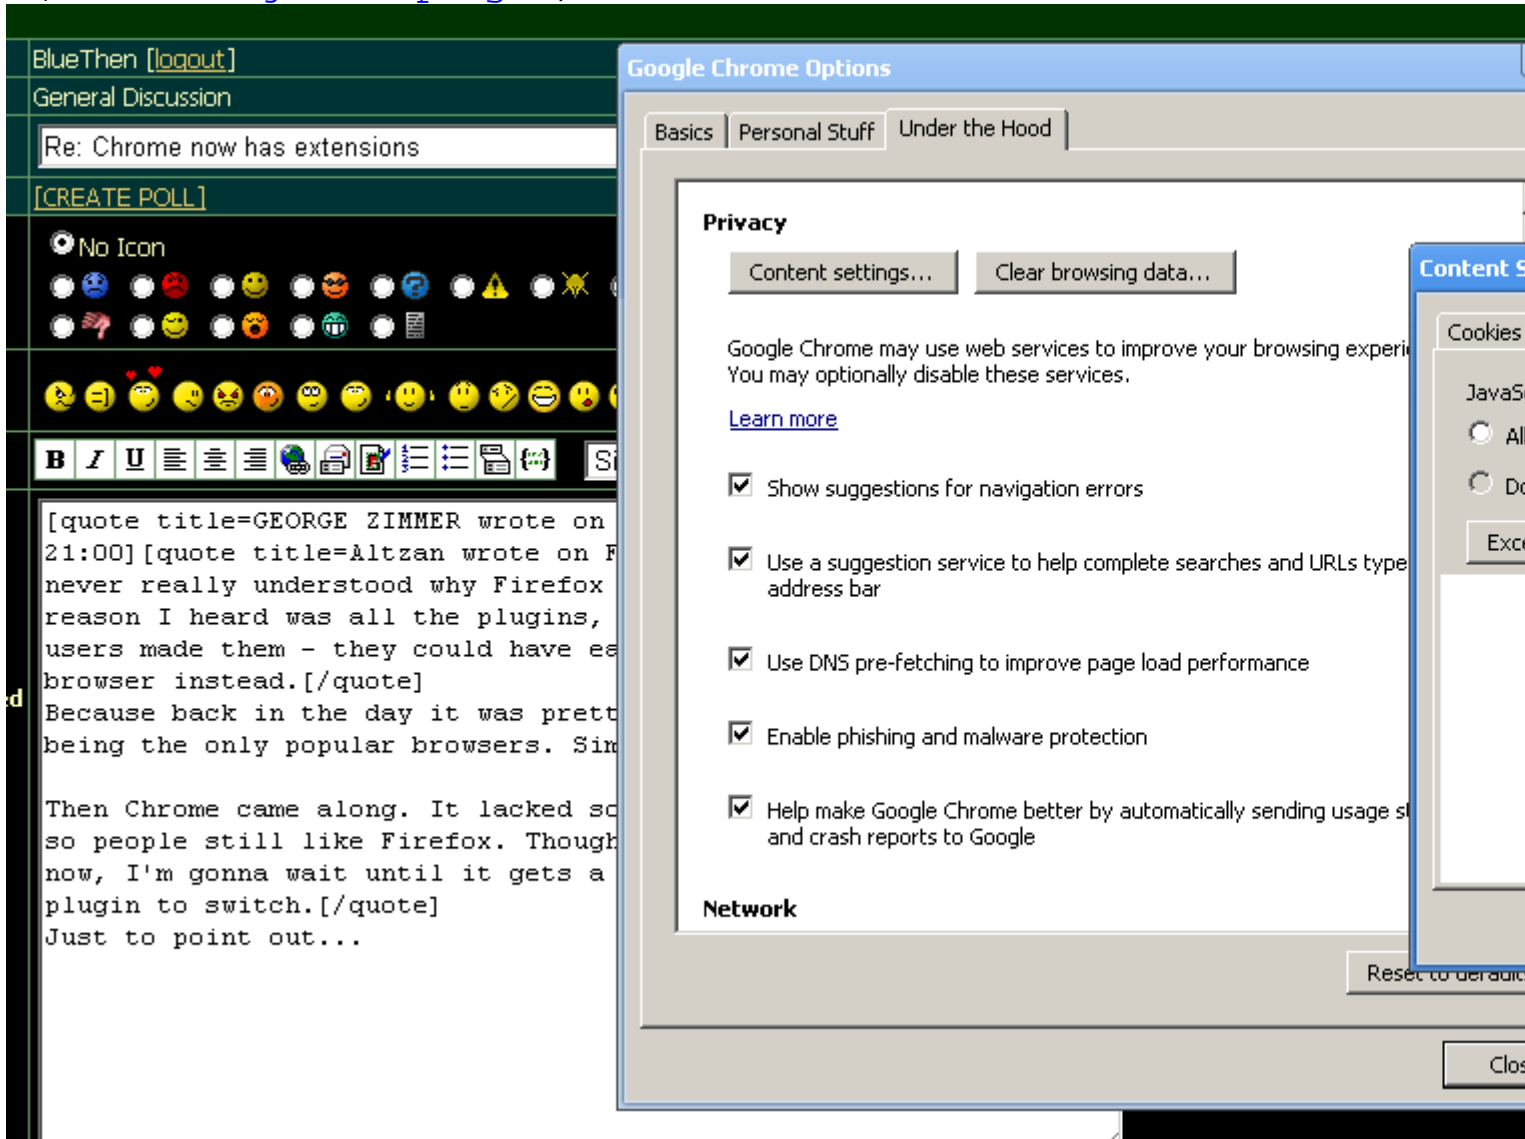 BlueThen [logout]
General Discussion
Re: Chrome now has extensions
[CREATE POLL]
No Icon
B I U
[quote title=GEORGE ZIMMER wrote on
21:00][quote title=Altzan wrote on
never really understood why Firefox
reason I heard was all the plugins,
users made them - they could have
browser instead.[/quote]
Because back in the day it was
being the only popular browsers.
Then Chrome came along. It lacked
so people still like Firefox.
now, I'm gonna wait until it gets a
plugin to switch.[/quote]
Just to point out...
Google Chrome Options
Basics
Personal Stuff
Under the Hood
Privacy
Content settings...
Clear browsing data...
Google Chrome may use web services to improve your browsing
You may optionally disable these services.
Learn more
Show suggestions for navigation errors
Use a suggestion service to help complete searches and URLs
address bar
Use DNS pre-fetching to improve page load performance
Enable phishing and malware protection
Help make Google Chrome better by automatically sending usage
and crash reports to Google
Network
Content
Cookies